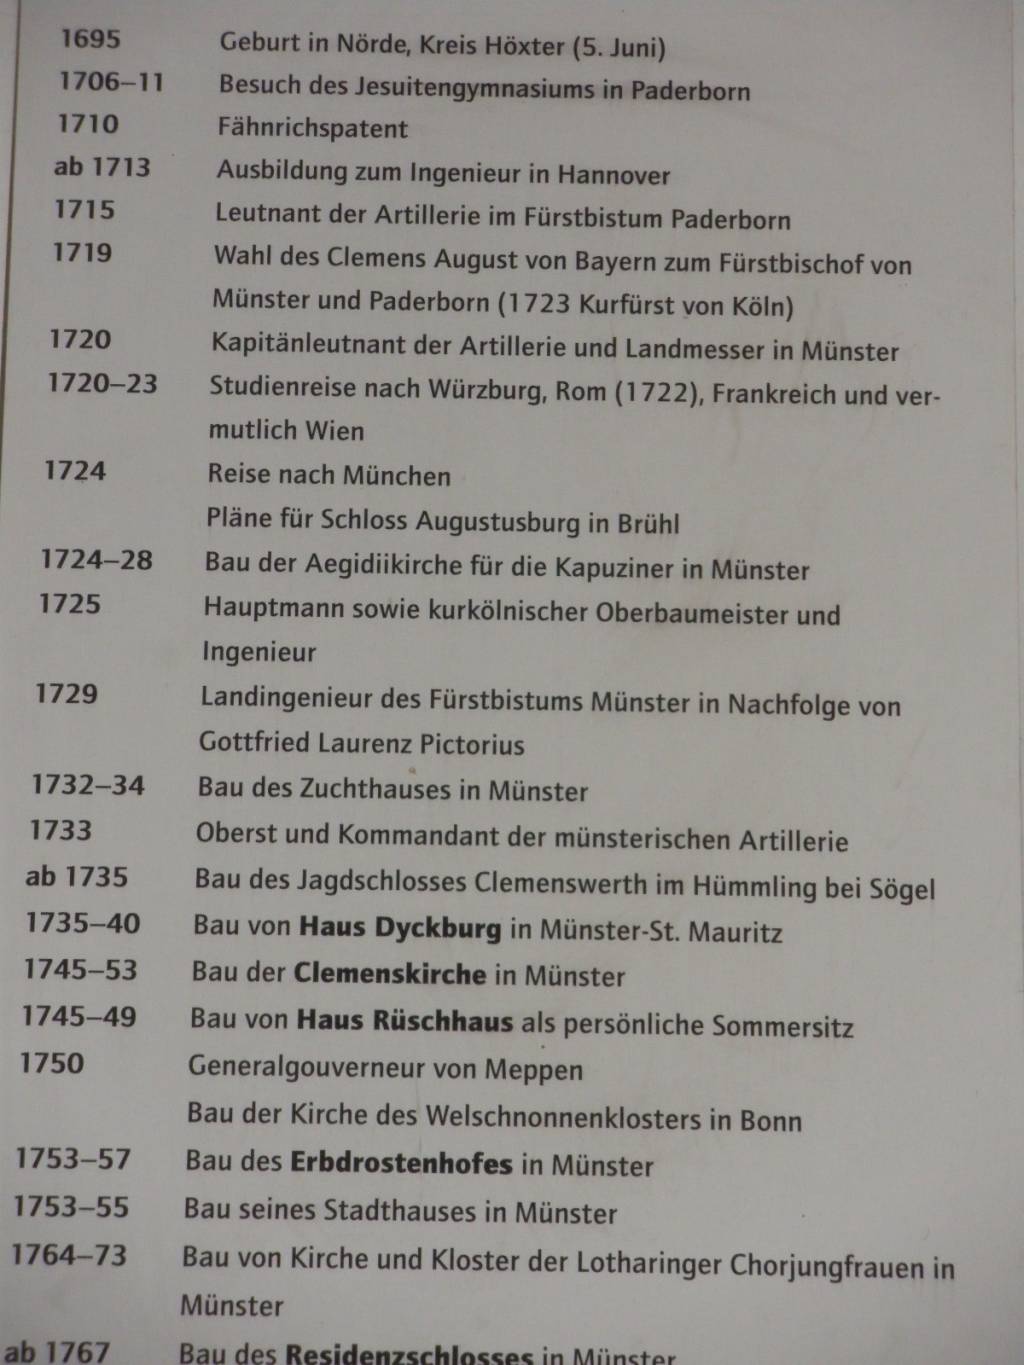 1695 Geburt in Nörde, Kreis Höxter (5. Juni)
1706–11 Besuch des Jesuitengymnasiums in Paderborn
1710 Fähnrichspatent
ab 1713 Ausbildung zum Ingenieur in Hannover
1715 Leutnant der Artillerie im Fürstbistum Paderborn
1719 Wahl des Clemens August von Bayern zum Fürstbischof von
Münster und Paderborn (1723 Kurfürst von Köln)
1720 Kapitänleutnant der Artillerie und Landmesser in Münster
1720–23 Studienreise nach Würzburg, Rom (1722), Frankreich und ver-
mutlich Wien
1724 Reise nach München
Pläne für Schloss Augustusburg in Brühl
1724–28 Bau der Aegidiikirche für die Kapuziner in Münster
1725 Hauptmann sowie kurkölnischer Oberbaumeister und
Ingenieur
1729 Landingenieur des Fürstbistums Münster in Nachfolge von
Gottfried Laurenz Pictorius
1732–34 Bau des Zuchthauses in Münster
1733 Oberst und Kommandant der münsterischen Artillerie
ab 1735 Bau des Jagdschlosses Clemenswerth im Hümmling bei Sögel
1735–40 Bau von Haus Dyckburg in Münster-St. Mauritz
1745–53 Bau der Clemenskirche in Münster
1745–49 Bau von Haus Rüschhaus als persönliche Sommersitz
1750 Generalgouverneur von Meppen
Bau der Kirche des Welschnonnenklosters in Bonn
1753–57 Bau des Erbdrostenhofes in Münster
1753–55 Bau seines Stadthauses in Münster
1764–73 Bau von Kirche und Kloster der Lotharinger Chorjungfrauen in
Münster
ab 1767 Bau des Residenzschlosses in Münster